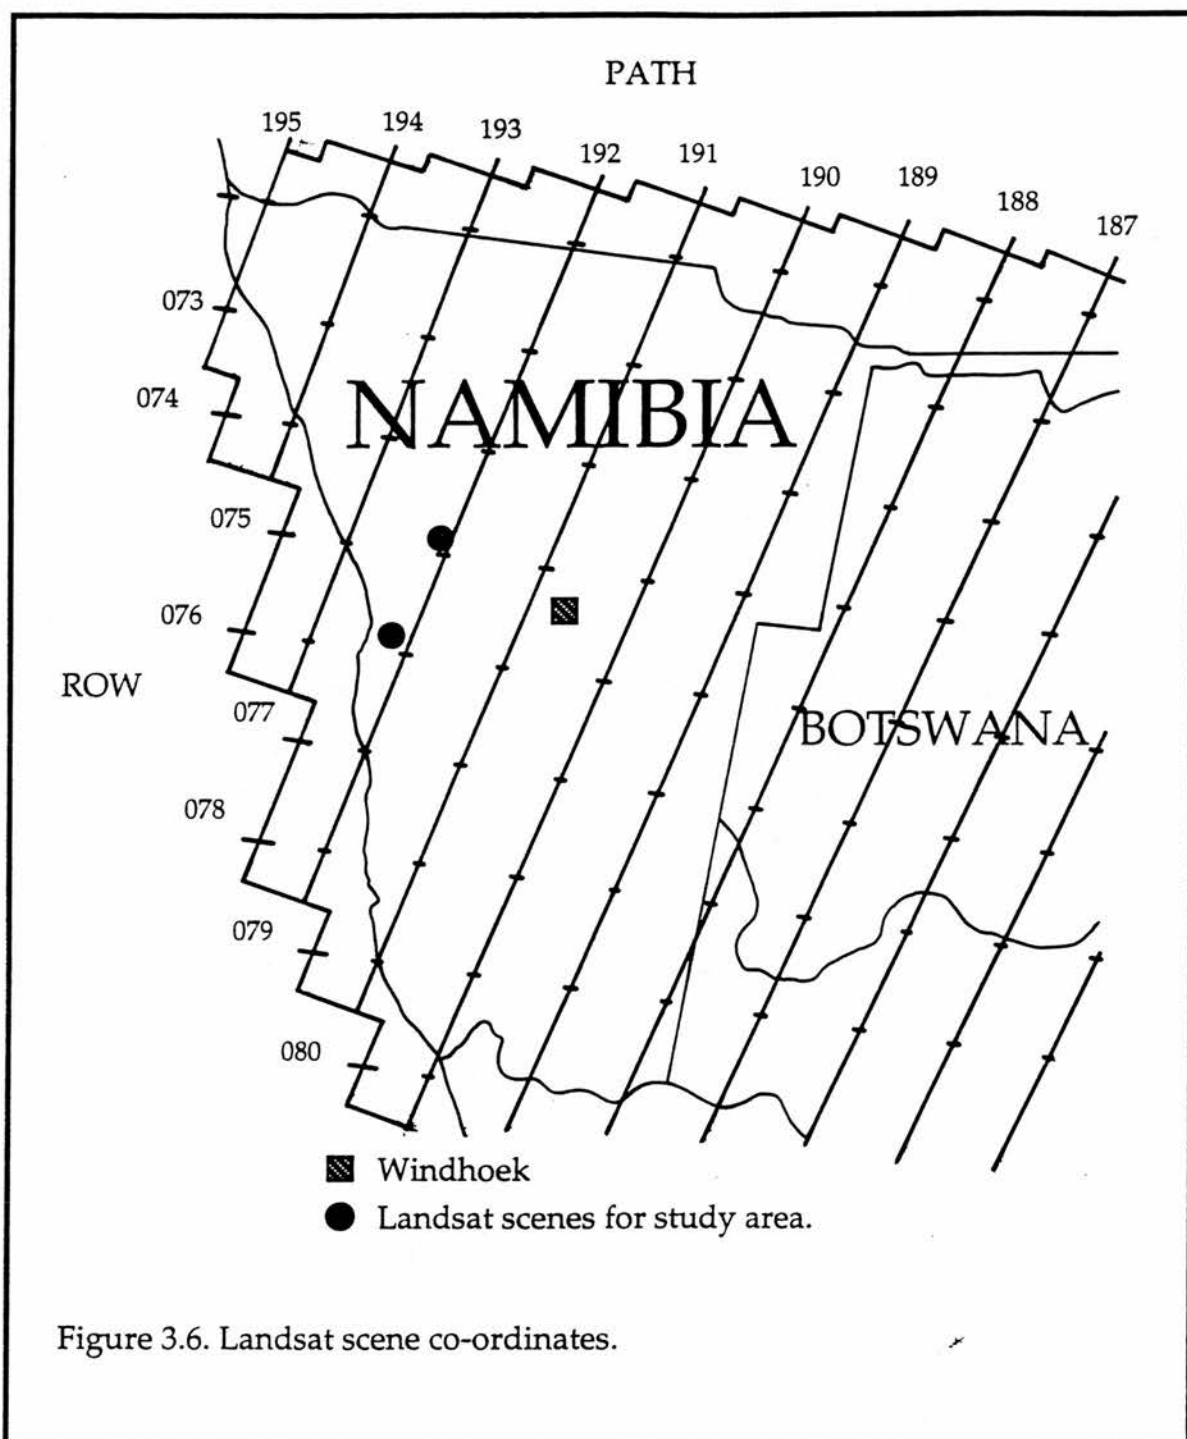 PATH
195 194 193 192 191 190 189 188 187
073
NAMIBIA
074
075
076
ROW
077
BOTSWANA
078
079
080
Windhoek
Landsat scenes for study area.
Figure 3.6. Landsat scene co-ordinates.